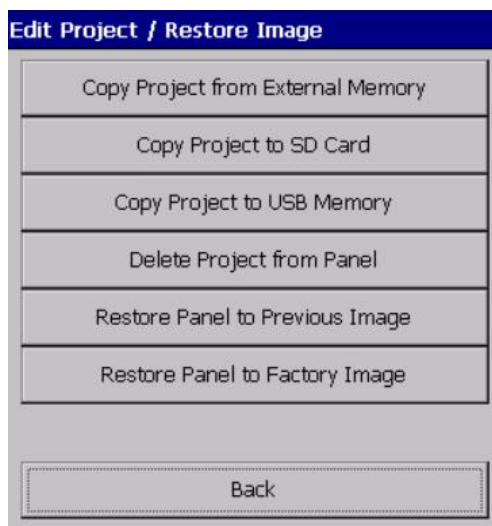 Edit Project / Restore Image
Copy Project from External Memory
Copy Project to SD Card
Copy Project to USB Memory
Delete Project from Panel
Restore Panel to Previous Image
Restore Panel to Factory Image
Back